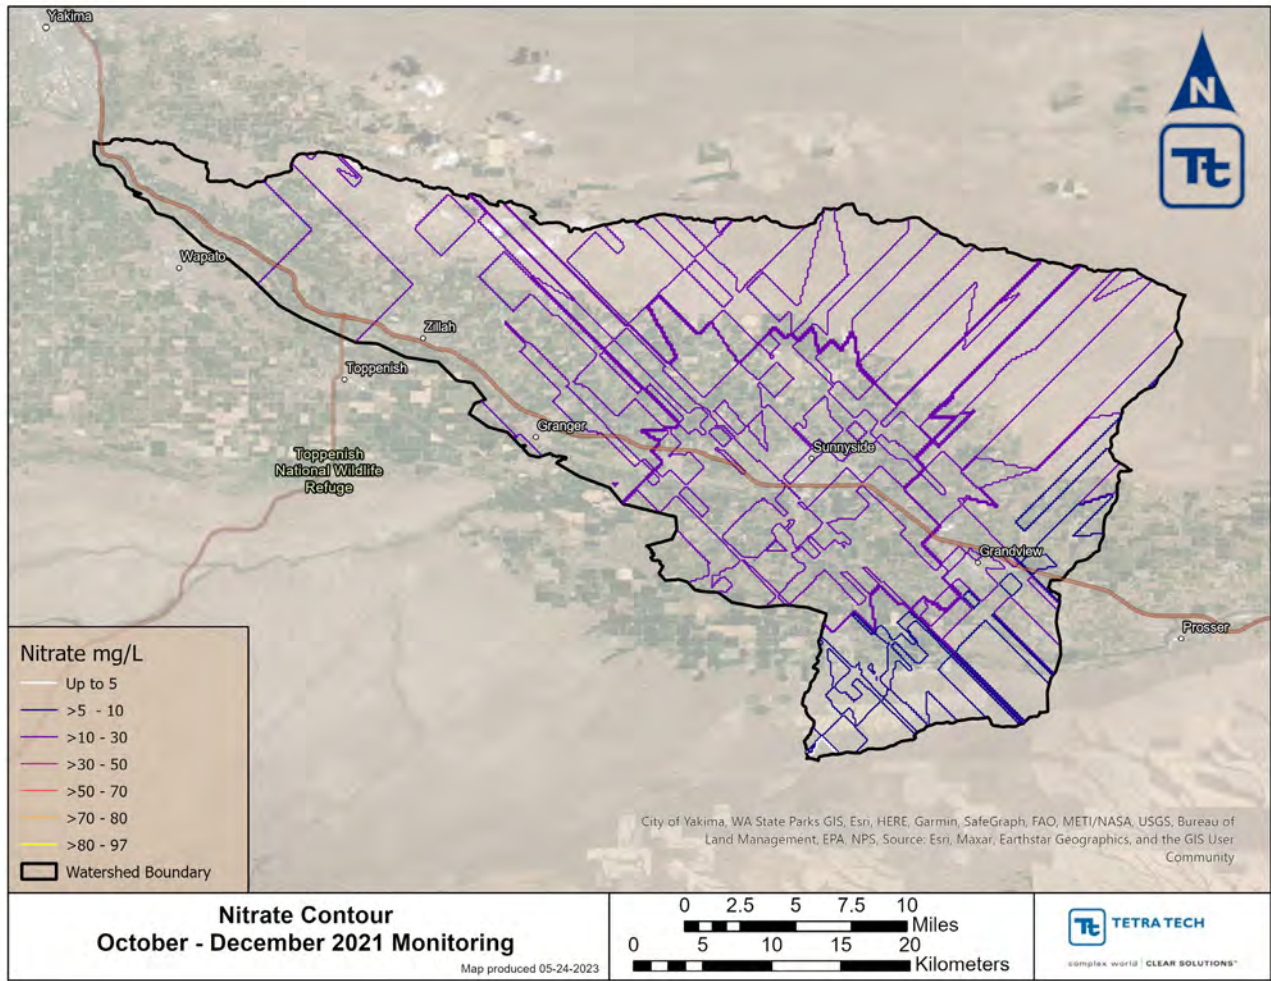 Yakima
N
Tt
Wapato
Zillah
Toppenish
Granger
Sunnyside
Toppenish
National Wildlife
Refuge
Grandview
Prosser
Nitrate mg/L
Up to 5
>5 - 10
>10 - 30
>30 - 50
>50 - 70
>70 - 80
>80 - 97
Watershed Boundary
City of Yakima, WA State Parks GIS, Esri, HERE, Garmin, SafeGraph, FAO, METI/NASA, USGS, Bureau of
Land Management, EPA, NPS, Source: Esri, Maxar, Earthstar Geographics, and the GIS User
Community
Nitrate Contour
October - December 2021 Monitoring
Map produced 05-24-2023
0 2.5 5 7.5 10
Miles
0 5 10 15 20
Kilometers
Tt TETRA TECH
complex world | CLEAR SOLUTIONS™